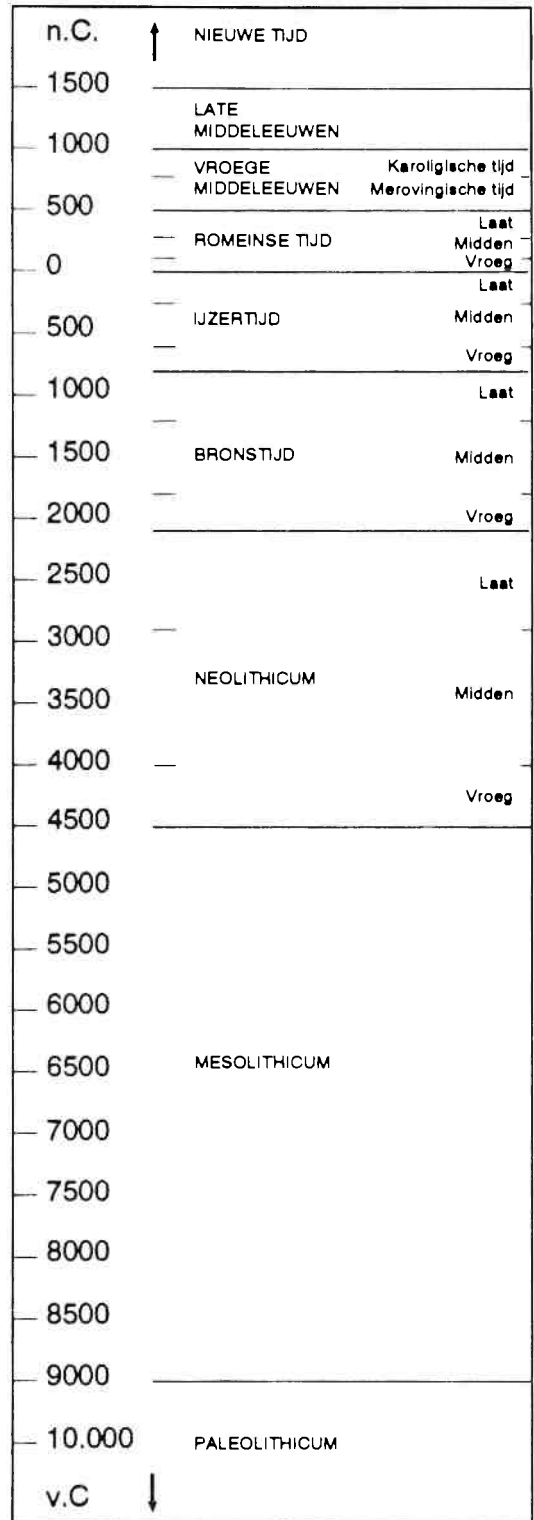 n.C. NIEUWE TIJD
1500
LATE
MIDDELEEUWEN
1000
VROEGE Karoligische tijd
MIDDELEEUWEN Merovingische tijd
500
Laat
ROMEINSE TIJD Midden
0 Vroeg
Laat
500 IJZERTIJD Midden
Vroeg
1000 Laat
1500 BRONSTIJD Midden
2000 Vroeg
2500 Laat
3000
NEOLITHICUM
3500 Midden
4000
Vroeg
4500
5000
5500
6000
6500 MESOLITHICUM
7000
7500
8000
8500
9000
10.000 PALEOLITHICUM
v.C